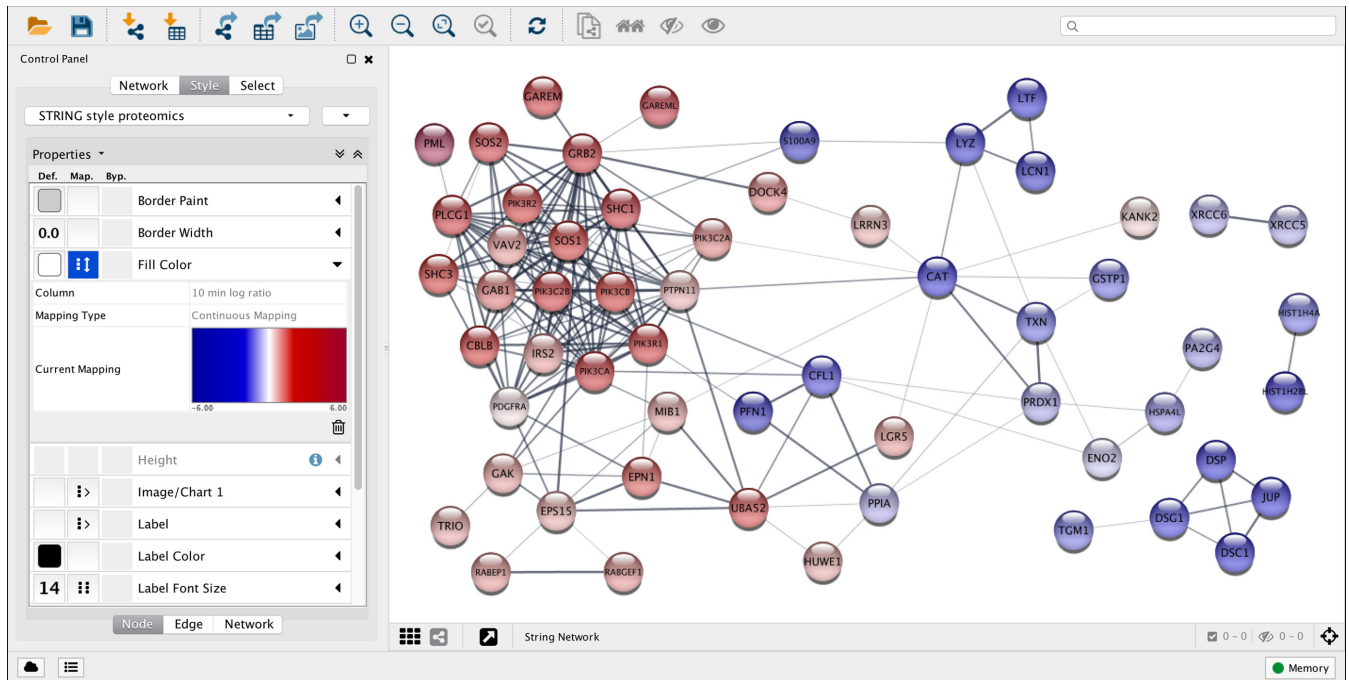 Control Panel
Network Style Select
STRING style proteomics
Properties
Def. Map. Byp.
Border Paint
0.0 Border Width
Fill Color
Column 10 min log ratio
Mapping Type Continuous Mapping
Current Mapping
-6.00 6.00
Height
Image/Chart 1
Label
Label Color
14 Label Font Size
Node Edge Network
GAREM
GAREML
LTF
PML
SOS2
GRB2
S100A9
LYZ
LCN1
DOCK4
PIK3R2
SHC1
PLCG1
KANK2
XRCC6
XRCC5
LRRN3
VAV2
SOS1
PIK3C2A
SHC3
GAB1
PIK3C2B
PIK3CB
PTPN11
CAT
GSTP1
HIST1H4A
TXN
CBLB
IRS2
PIK3R1
PA2G4
PIK3CA
CFL1
HIST1H2BL
PDGFRA
MIB1
PFN1
PRDX1
HSPA4L
LGR5
ENO2
DSP
GAK
EPN1
JUP
TRIO
EPS15
UBA52
PPIA
TGM1
DSG1
DSC1
HUWE1
RABEP1
RABGEF1
String Network
0 - 0 0 - 0
Memory